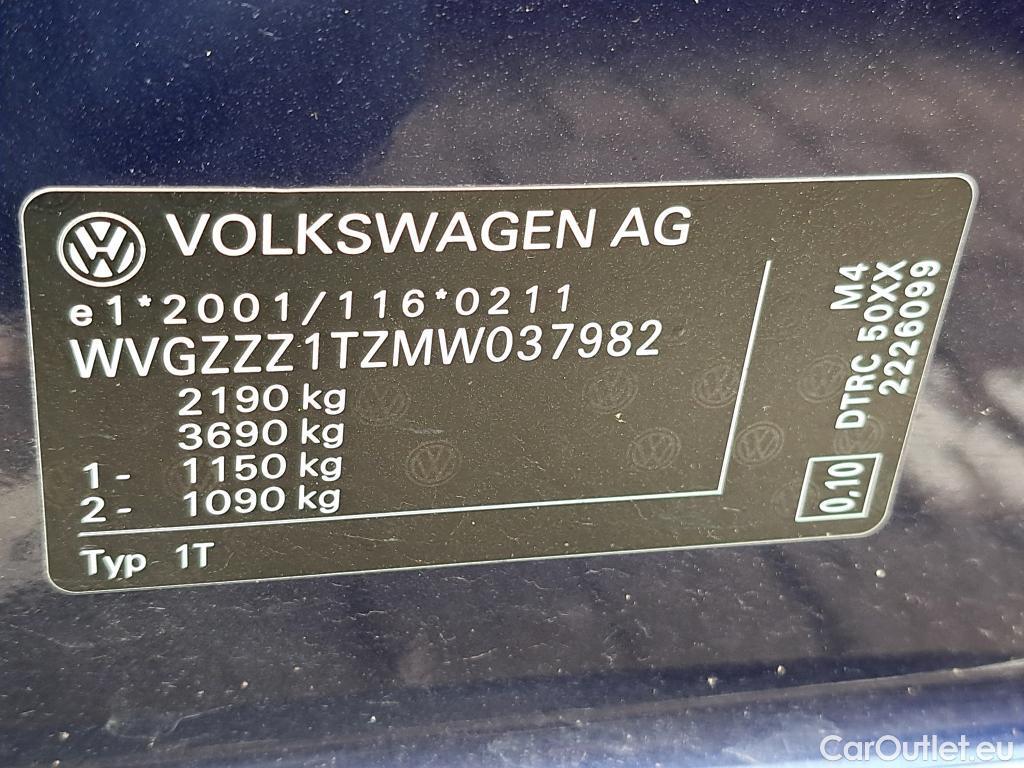 VOLKSWAGEN AG
e1*2001/116*0211
WVGZZZ1TZMW037982
2190 kg
3690 kg
1- 1150 kg
2- 1090 kg
Typ 1T
M4
DTRC 50XX
2226099
0,10
CarOutlet.eu